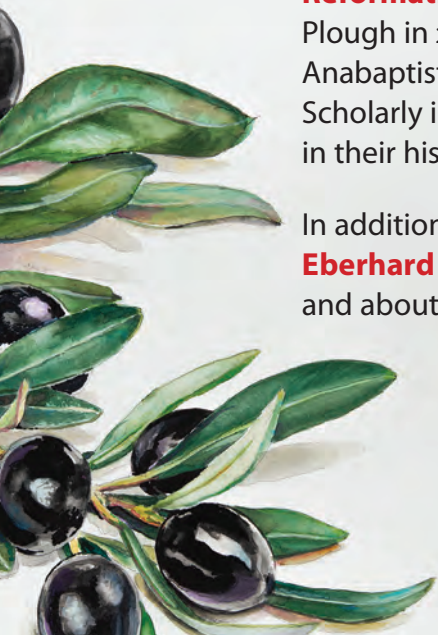 Plough in
Anabaptist
Scholarly i
in their his
In addition
Eberhard
and about